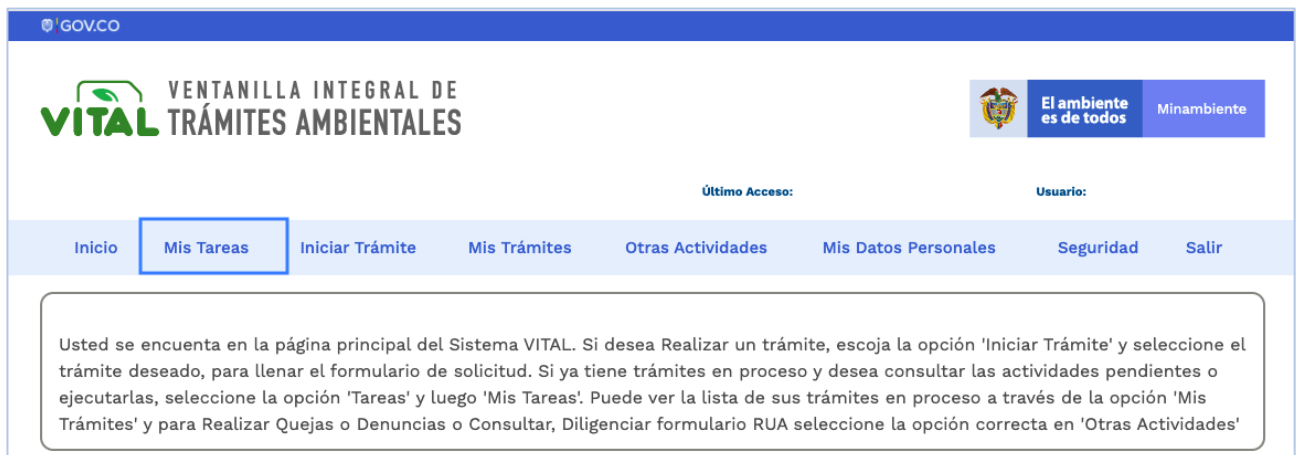 GOV.CO
VENTANILLA INTEGRAL DE
VITAL TRÁMITES AMBIENTALES
El ambiente
es de todos
Minambiente
Último Acceso:
Usuario:
Inicio
Mis Tareas
Iniciar Trámite
Mis Trámites
Otras Actividades
Mis Datos Personales
Seguridad
Salir
Usted se encuenta en la página principal del Sistema VITAL. Si desea Realizar un trámite, escoja la opción 'Iniciar Trámite' y seleccione el
trámite deseado, para llenar el formulario de solicitud. Si ya tiene trámites en proceso y desea consultar las actividades pendientes o
ejecutarlas, seleccione la opción 'Tareas' y luego 'Mis Tareas'. Puede ver la lista de sus trámites en proceso a través de la opción 'Mis
Trámites' y para Realizar Quejas o Denuncias o Consultar, Diligenciar formulario RUA seleccione la opción correcta en 'Otras Actividades'